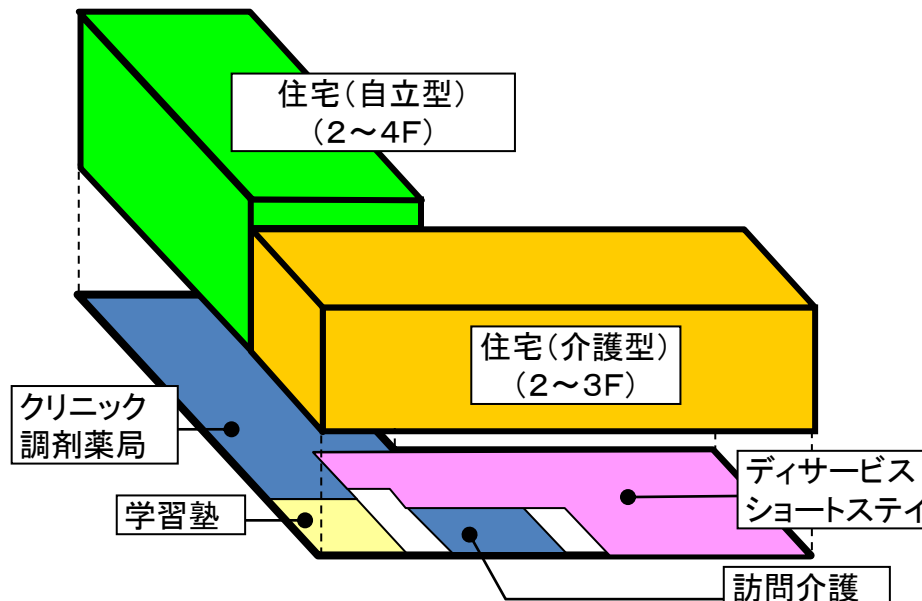 住宅（自立型）
（２～４F）
住宅（介護型）
（２～３F）
クリニック
調剤薬局
学習塾
ディサービス
ショートステイ
訪問介護